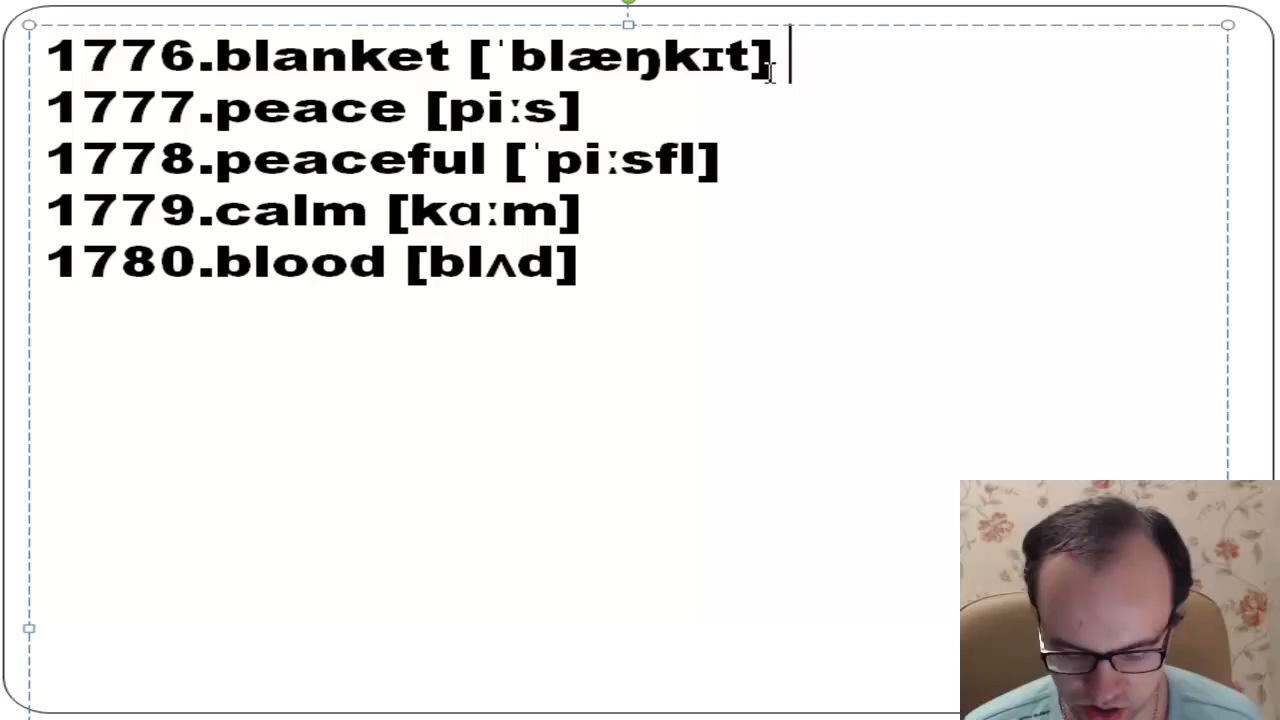 1776.blanket [ˈblæŋkɪt]
1777.peace [piːs]
1778.peaceful [ˈpiːsfl]
1779.calm [kɑːm]
1780.blood [blʌd]